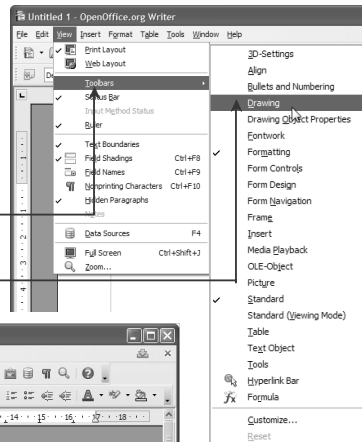 Untitled 1 - OpenOffice.org Writer
File Edit View Insert Format Table Tools Window Help
Print Layout
Web Layout
Toolbars
Status Bar
Input Method Status
Ruler
Text Boundaries
Field Shadings Ctrl+F8
Field Names Ctrl+F9
Nonprinting Characters Ctrl+F10
Hidden Paragraphs
Notes
Data Sources F4
Full Screen Ctrl+Shift+J
Zoom...
3D-Settings
Align
Bullets and Numbering
Drawing
Drawing Object Properties
Fontwork
Formatting
Form Controls
Form Design
Form Navigation
Frame
Insert
Media Playback
OLE-Object
Picture
Standard
Standard (Viewing Mode)
Table
Text Object
Tools
Hyperlink Bar
Formula
Customize...
Reset
14 15 16 18